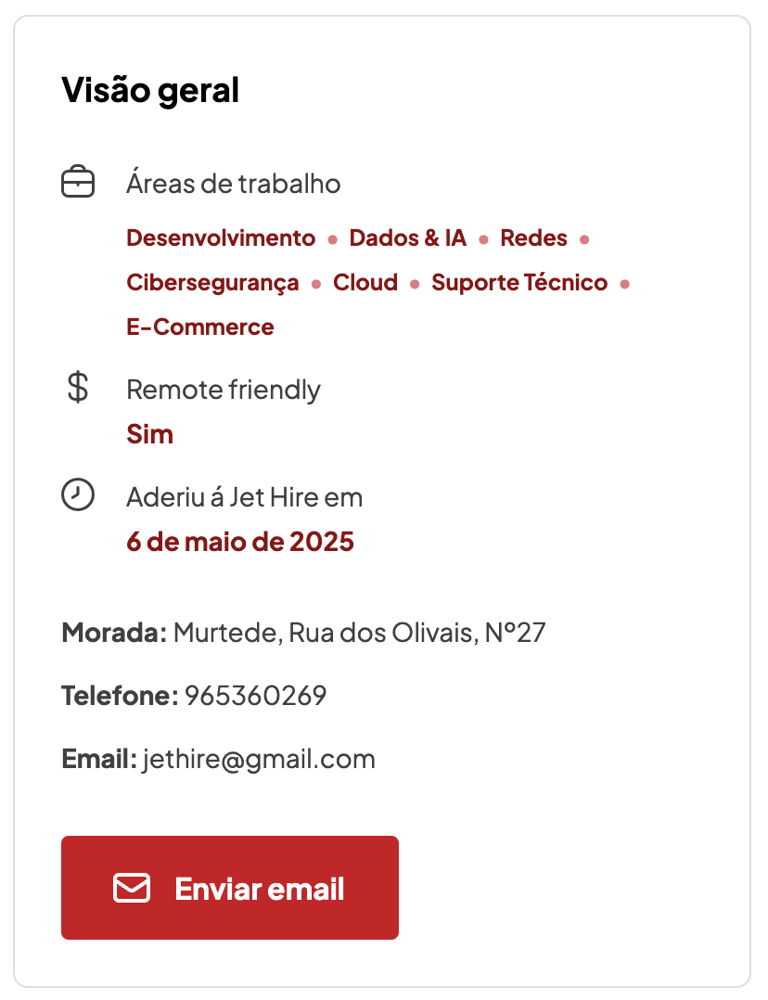 Visão geral
Áreas de trabalho
Desenvolvimento • Dados & IA • Redes •
Cibersegurança • Cloud • Suporte Técnico •
E-Commerce
Remote friendly
Sim
Aderiu á Jet Hire em
6 de maio de 2025
Morada: Murtede, Rua dos Olivais, Nº27
Telefone: 965360269
Email: jethire@gmail.com
Enviar email